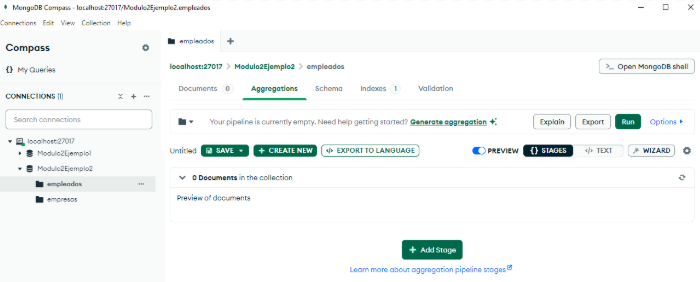 MongoDB Compass - localhost:27017/Modulo2Ejemplo2.empleados
Connections Edit View Collection Help
Compass
My Queries
CONNECTIONS (1)
Search connections
localhost:27017
Modulo2Ejemplo1
Modulo2Ejemplo2
empleados
empresas
empleados
localhost:27017 > Modulo2Ejemplo2 > empleados
Open MongoDB shell
Documents 0 Aggregations Schema Indexes 1 Validation
Your pipeline is currently empty. Need help getting started? Generate aggregation
Explain Export Run Options
Untitled SAVE CREATE NEW EXPORT TO LANGUAGE PREVIEW {} STAGES </> TEXT WIZARD
0 Documents in the collection
Preview of documents
+ Add Stage
Learn more about aggregation pipeline stages